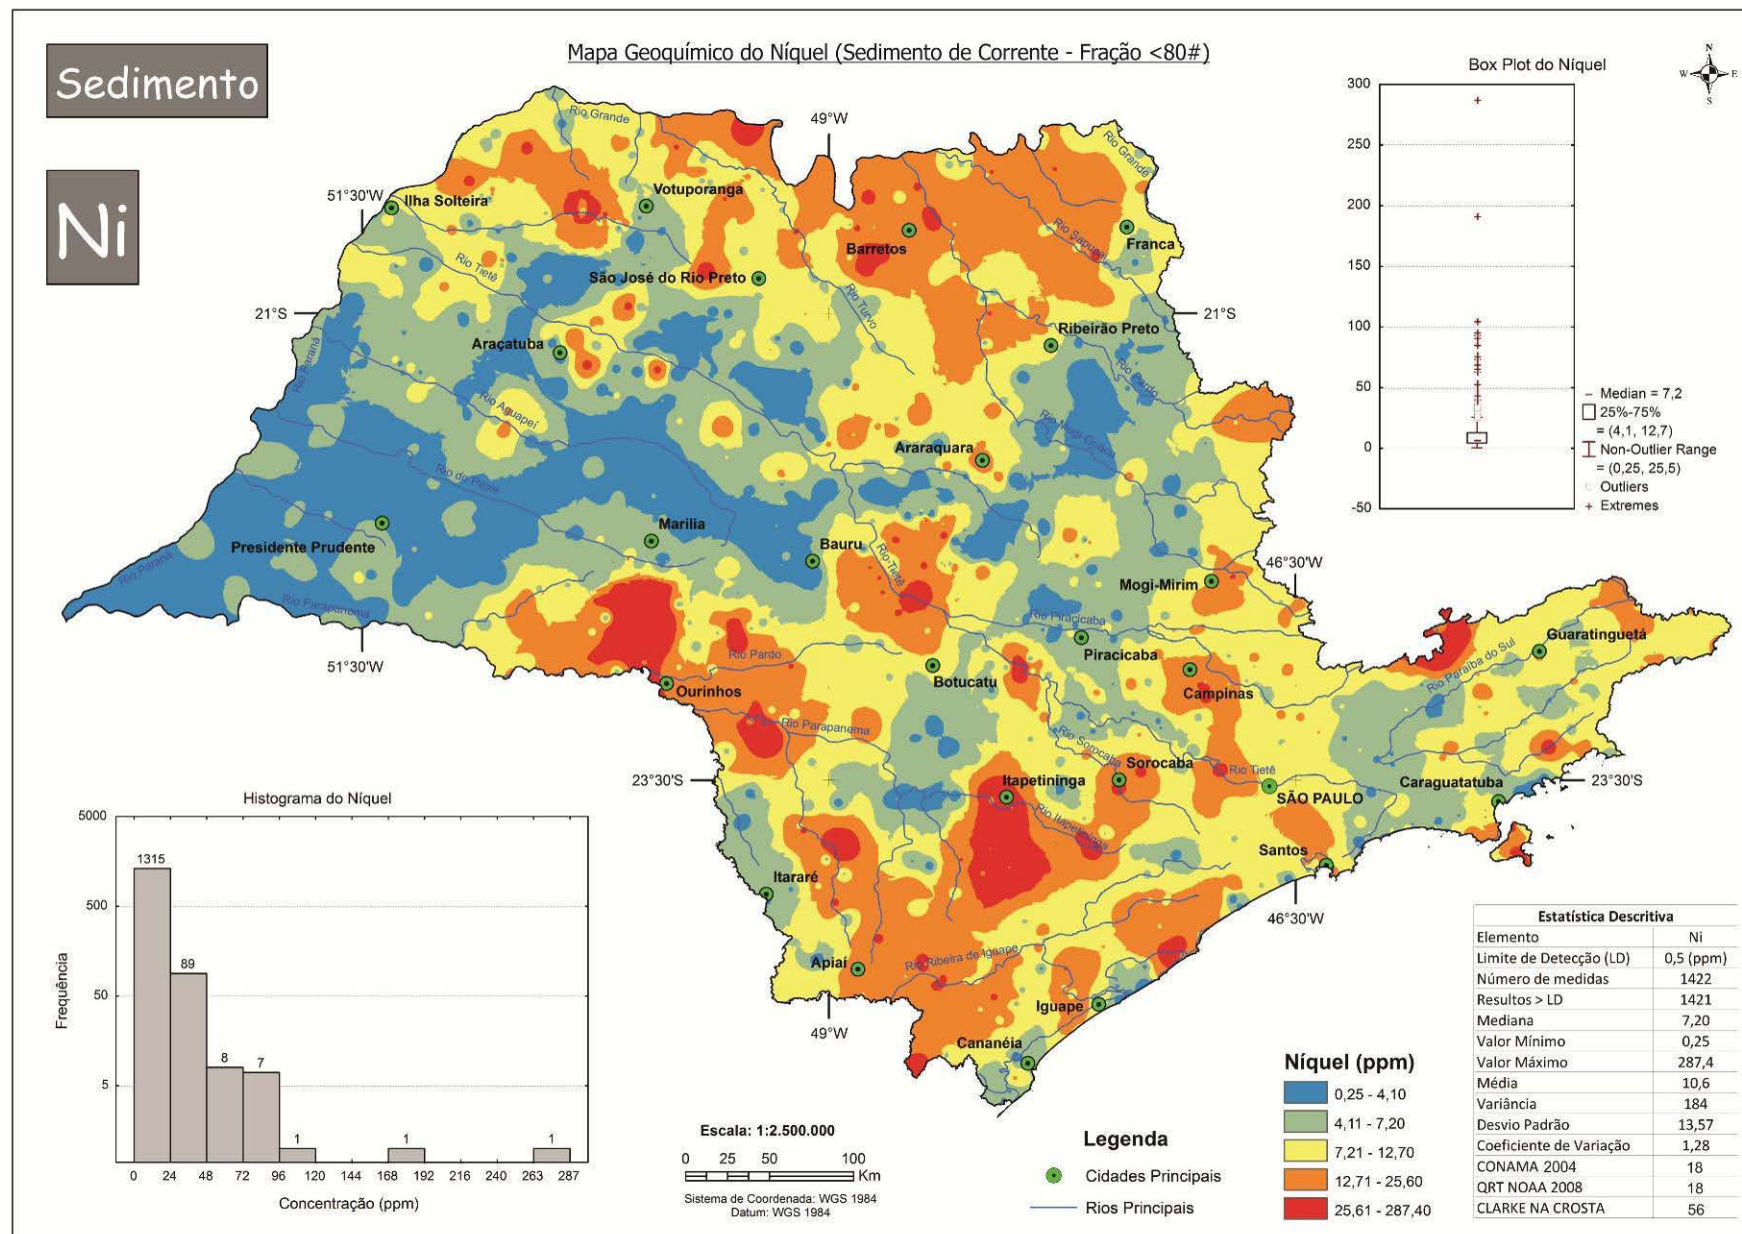 Mapa Geoquímico do Níquel (Sedimento de Corrente - Fração <80#)
Sedimento
Ni
Box Plot do Níquel
N
W E
S
300
250
200
150
100
50
0
-50
– Median = 7,2
25%-75%
= (4,1, 12,7)
Non-Outlier Range
= (0,25, 25,5)
Outliers
+ Extremes
49°W
51°30'W
21°S
21°S
46°30'W
51°30'W
23°30'S
23°30'S
46°30'W
49°W
Rio Grande
Rio Grande
Ilha Solteira
Votuporanga
Barretos
Rio Sapucaí
Franca
Rio Tietê
São José do Rio Preto
Rio Turvo
Ribeirão Preto
Rio Paraná
Araçatuba
Rio Pardo
Rio Aguapeí
Rio Mogi-Guaçu
Araraquara
Rio do Peixe
Presidente Prudente
Marilia
Bauru
Rio Tietê
Mogi-Mirim
Rio Paraná
Rio Parapanema
Rio Piracicaba
Piracicaba
Guaratinguetá
Rio Paraíba do Sul
Rio Pardo
Botucatu
Campinas
Ourinhos
Rio Parapanema
Rio Sorocaba
Sorocaba
Rio Tietê
Itapetininga
SÃO PAULO
Caraguatatuba
Rio Itapetininga
Santos
Itararé
Apiaí
Rio Ribeira de Iguape
Iguape
Cananéia
Histograma do Níquel
5000
500
50
5
Frequência
1315
89
8
7
1
1
1
0 24 48 72 96 120 144 168 192 216 240 263 287
Concentração (ppm)
Escala: 1:2.500.000
0 25 50 100
Km
Sistema de Coordenada: WGS 1984
Datum: WGS 1984
Legenda
Cidades Principais
Rios Principais
Níquel (ppm)
0,25 - 4,10
4,11 - 7,20
7,21 - 12,70
12,71 - 25,60
25,61 - 287,40
Estatística Descritiva
Elemento Ni
Limite de Detecção (LD) 0,5 (ppm)
Número de medidas 1422
Resultos > LD 1421
Mediana 7,20
Valor Mínimo 0,25
Valor Máximo 287,4
Média 10,6
Variância 184
Desvio Padrão 13,57
Coeficiente de Variação 1,28
CONAMA 2004 18
QRT NOAA 2008 18
CLARKE NA CROSTA 56